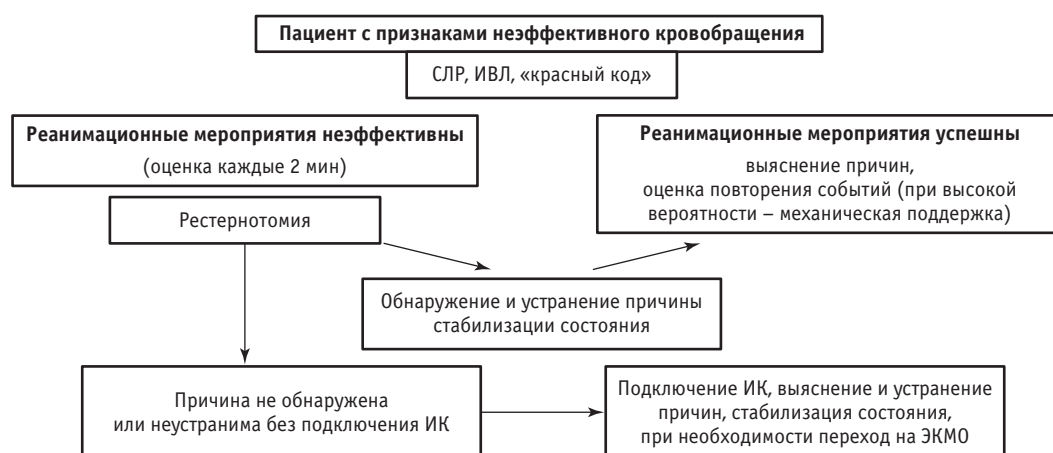 Пациент с признаками неэффективного кровобращения
СЛР, ИВЛ, «красный код»
Реанимационные мероприятия неэффективны
(оценка каждые 2 мин)
Реанимационные мероприятия успешны
выяснение причин,
оценка повторения событий (при высокой
вероятности – механическая поддержка)
Рестернотомия
Обнаружение и устранение причины
стабилизации состояния
Причина не обнаружена
или неустранима без подключения ИК
Подключение ИК, выяснение и устранение
причин, стабилизация состояния,
при необходимости переход на ЭКМО